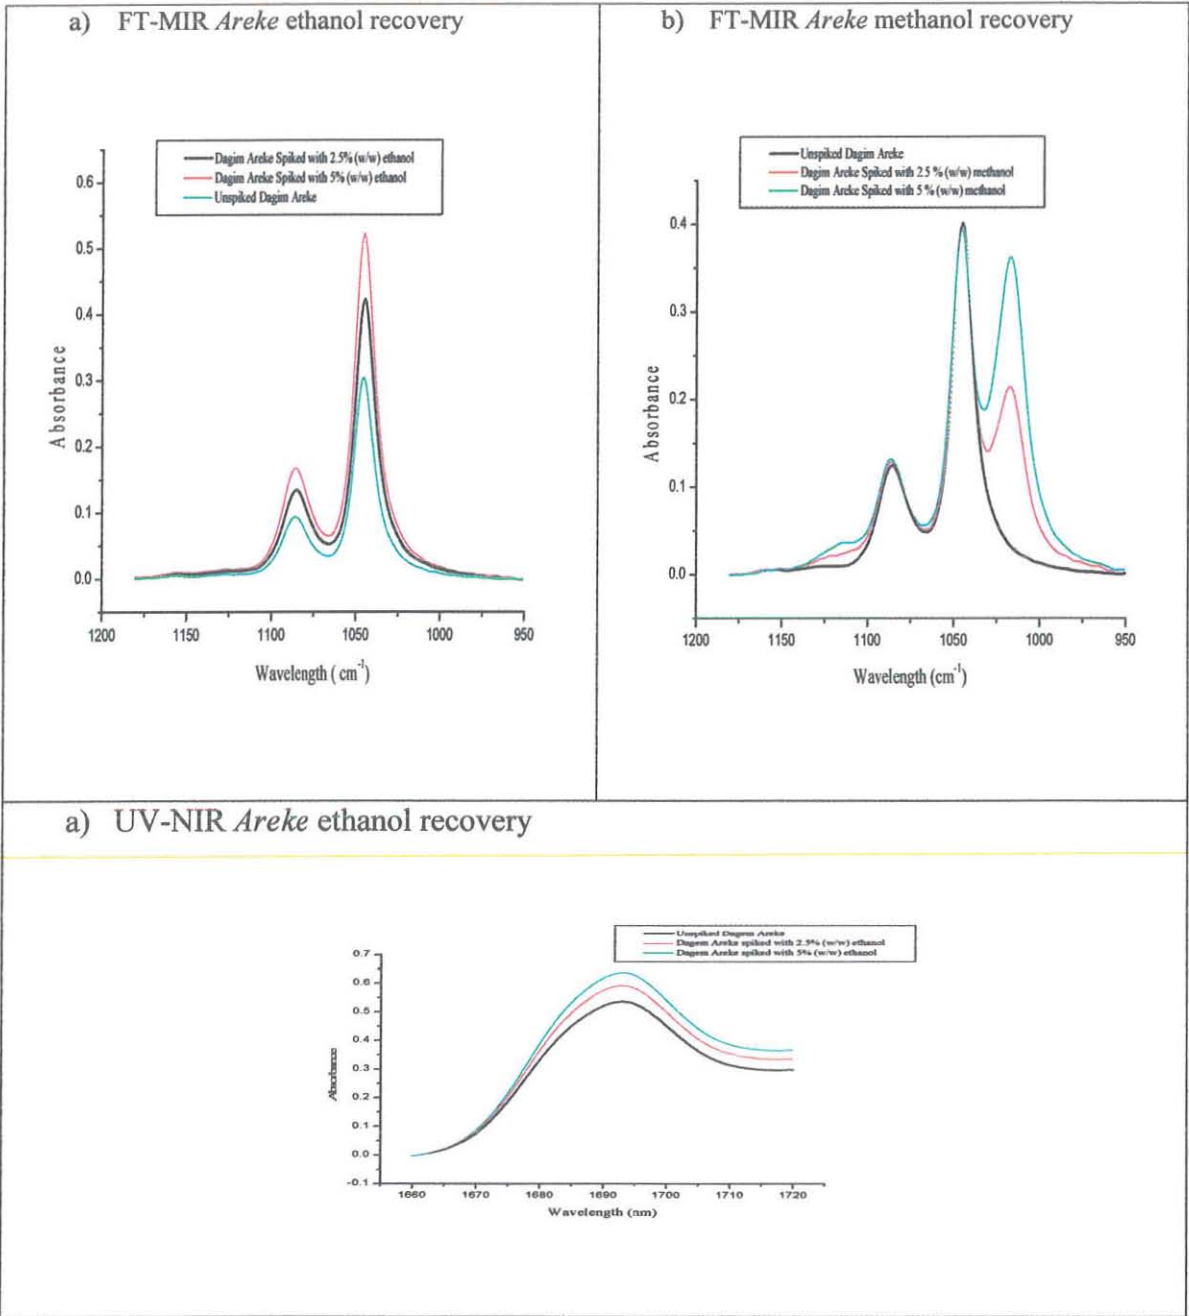 a) FT-MIR Areke ethanol recovery
Dagim Areke Spiked with 2.5% (w/w) ethanol
Dagim Areke Spiked with 5% (w/w) ethanol
Unspiked Dagim Areke
0.6
0.5
0.4
0.3
0.2
0.1
0.0
Absorbance
1200 1150 1100 1050 1000 950
Wavelength ( cm-1)
b) FT-MIR Areke methanol recovery
Unspiked Dagim Areke
Dagim Areke Spiked with 2.5 % (w/w) methanol
Dagim Areke Spiked with 5 % (w/w) methanol
0.4
0.3
0.2
0.1
0.0
Absorbance
1200 1150 1100 1050 1000 950
Wavelength (cm-1)
a) UV-NIR Areke ethanol recovery
Unspiked Dagem Areke
Dagem Areke spiked with 2.5% (w/w) ethanol
Dagem Areke spiked with 5% (w/w) ethanol
0.7
0.6
0.5
0.4
0.3
0.2
0.1
0.0
-0.1
Absorbance
1660 1670 1680 1690 1700 1710 1720
Wavelength (nm)